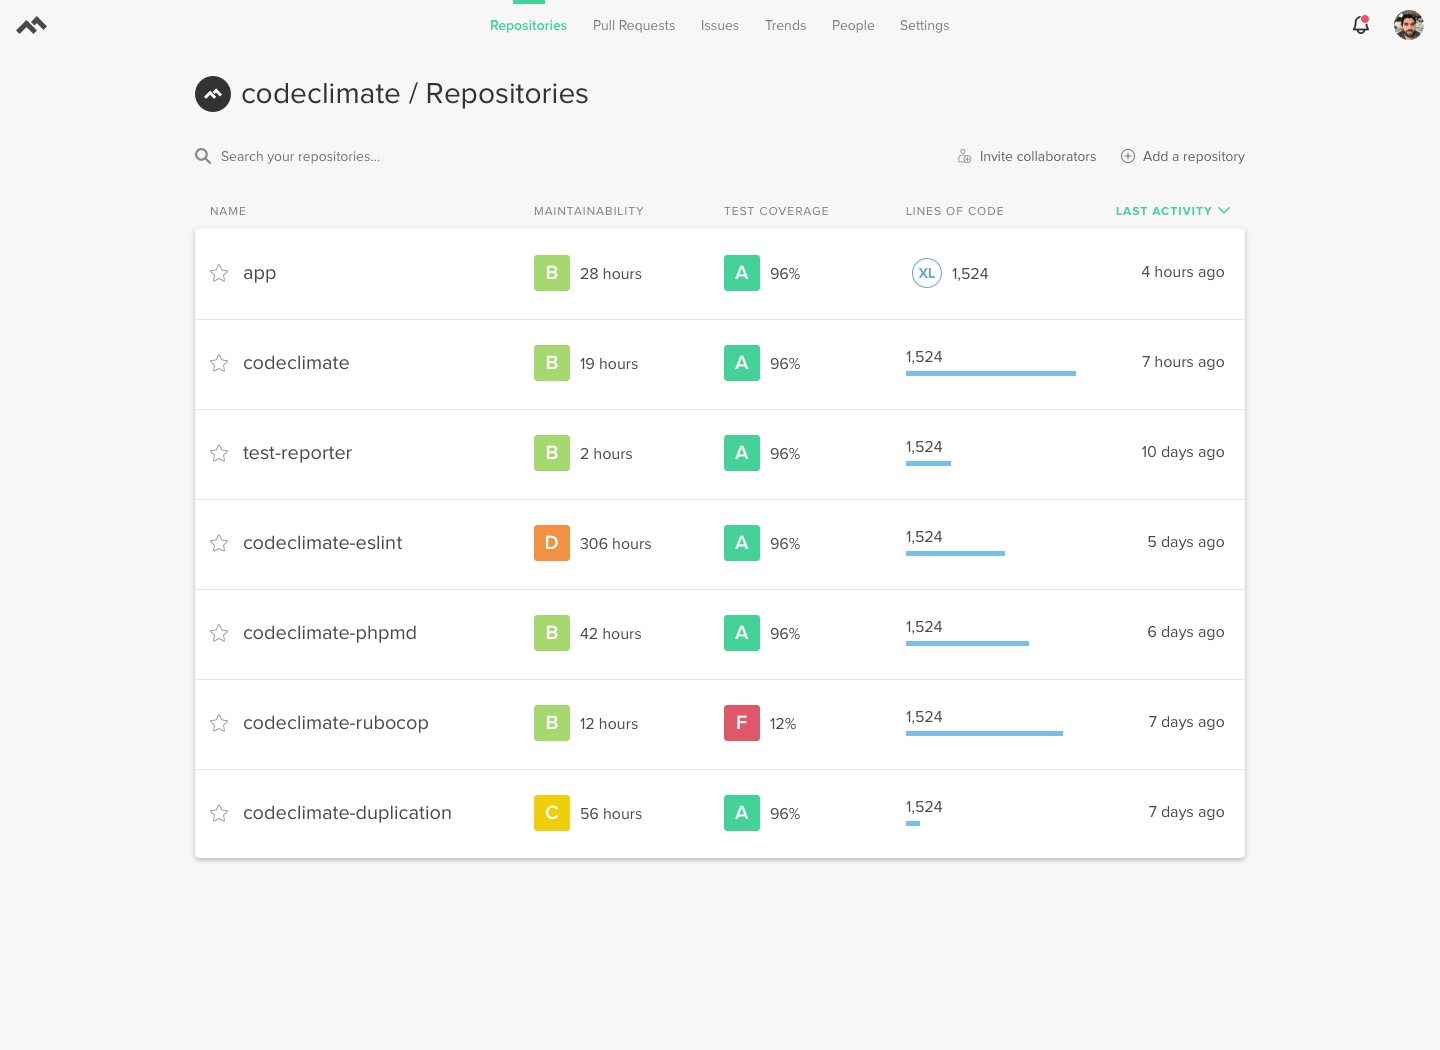 Repositories Pull Requests Issues Trends People Settings
codeclimate / Repositories
Search your repositories... Invite collaborators Add a repository
NAME MAINTAINABILITY TEST COVERAGE LINES OF CODE LAST ACTIVITY
app B 28 hours A 96% XL 1,524 4 hours ago
codeclimate B 19 hours A 96% 1,524 7 hours ago
test-reporter B 2 hours A 96% 1,524 10 days ago
codeclimate-eslint D 306 hours A 96% 1,524 5 days ago
codeclimate-phpmd B 42 hours A 96% 1,524 6 days ago
codeclimate-rubocop B 12 hours F 12% 1,524 7 days ago
codeclimate-duplication C 56 hours A 96% 1,524 7 days ago